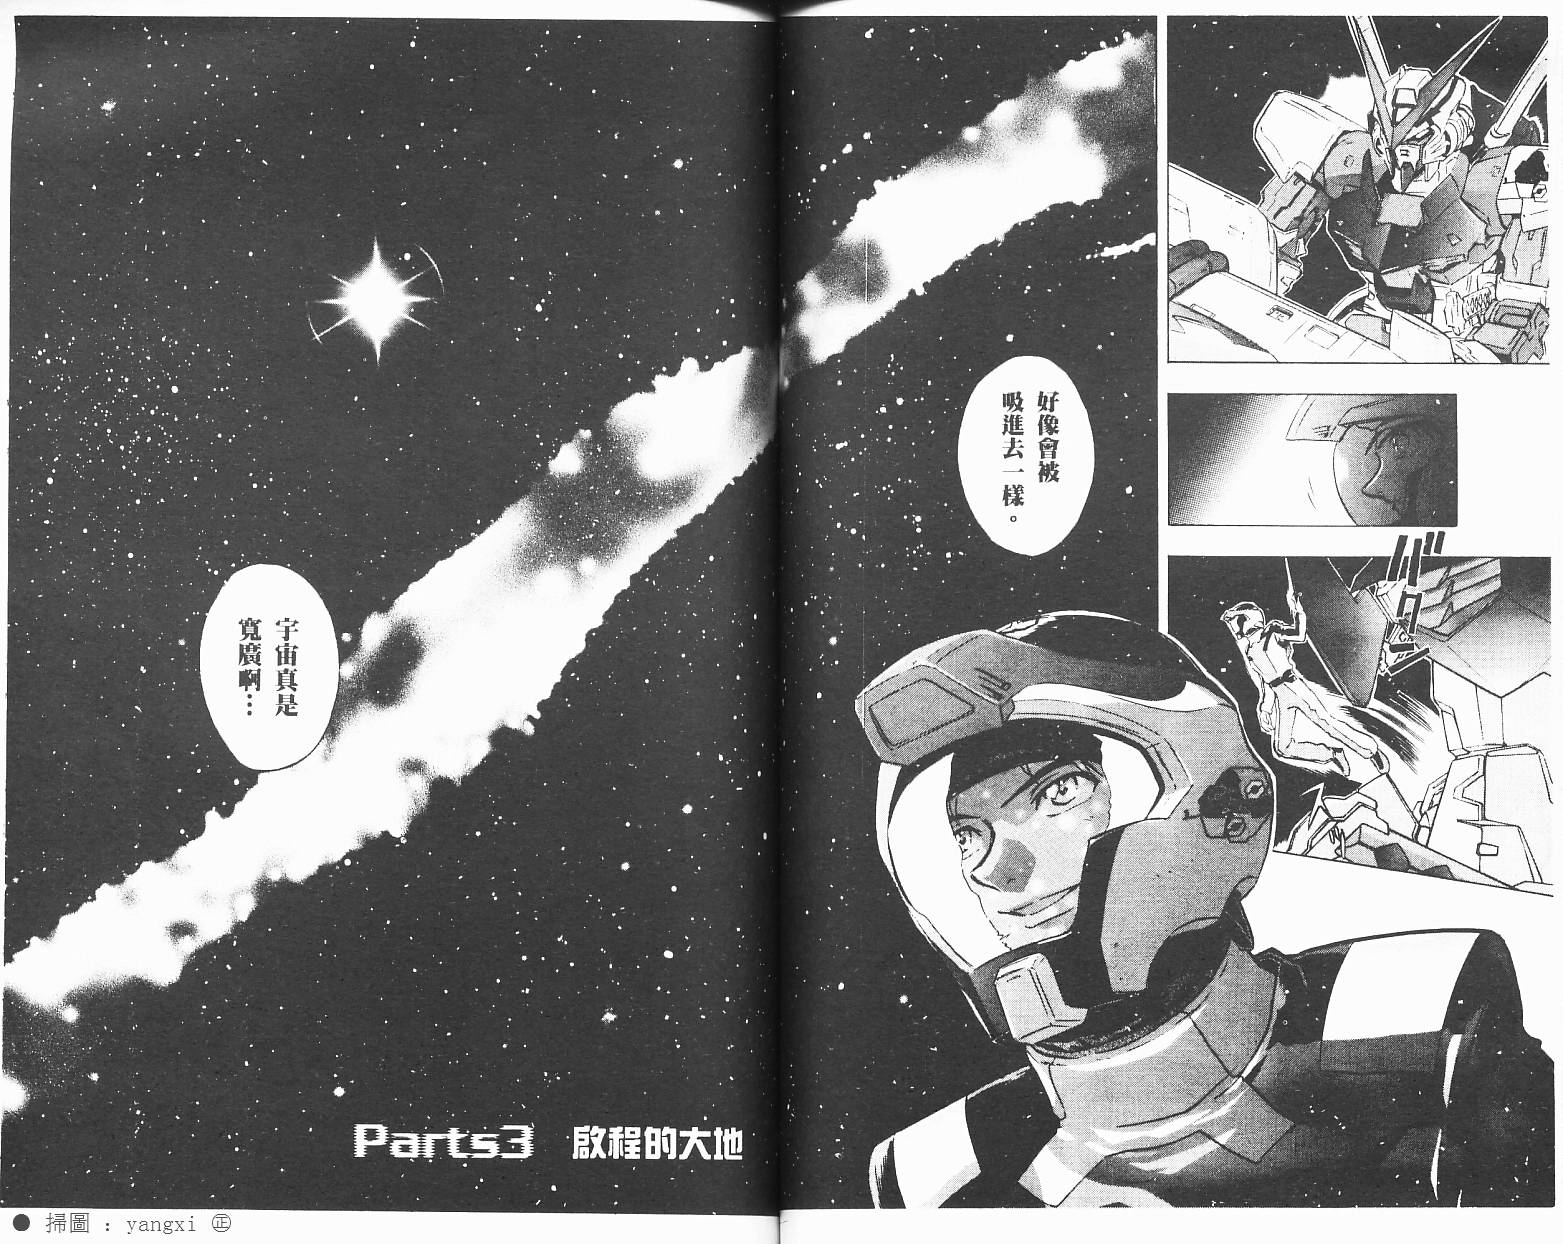 好像會被
吸進去一樣。
宇宙真是
寬廣啊…
Parts3 啟程的大地
● 掃圖：yangxi ㊣